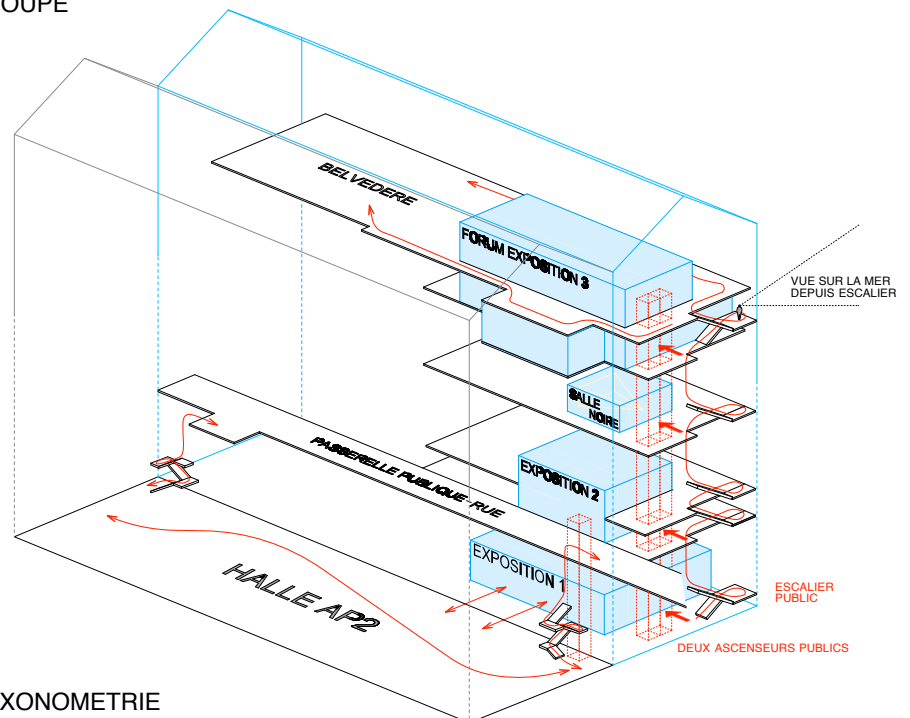 OUPE
BELVEDERE
FORUM EXPOSITION 3
VUE SUR LA MER
DEPUIS ESCALIER
SALLE
NOIRE
PASSERELLE PUBLIQUE-RUE
EXPOSITION 2
EXPOSITION 1
HALLE AP2
ESCALIER
PUBLIC
DEUX ASCENSEURS PUBLICS
XONOMETRIE